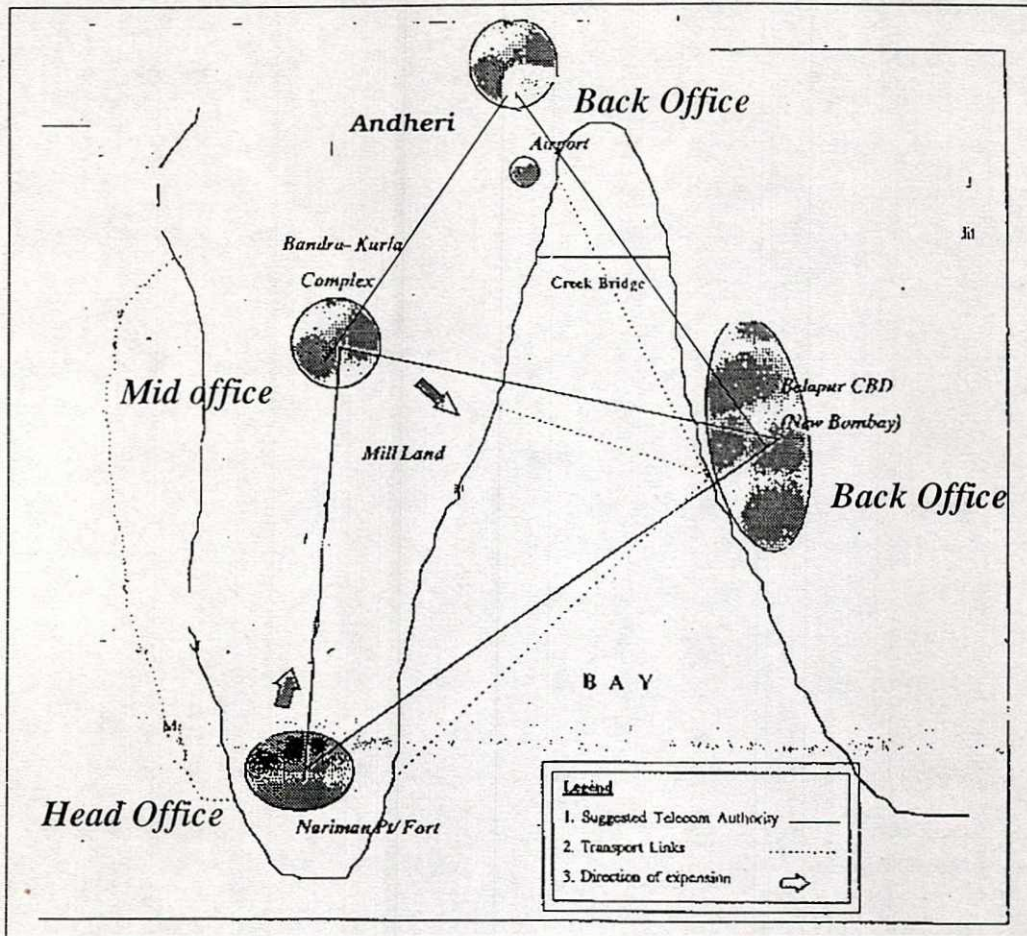 Back Office
Andheri
Airport
Bandra-Kurla
Complex
Creek Bridge
Mid office
Belapur CBD
(New Bombay)
Mill Land
Back Office
BAY
Head Office
Nariman Pt/ Fort
Legend
1. Suggested Telecom Authority
2. Transport Links
3. Direction of expension